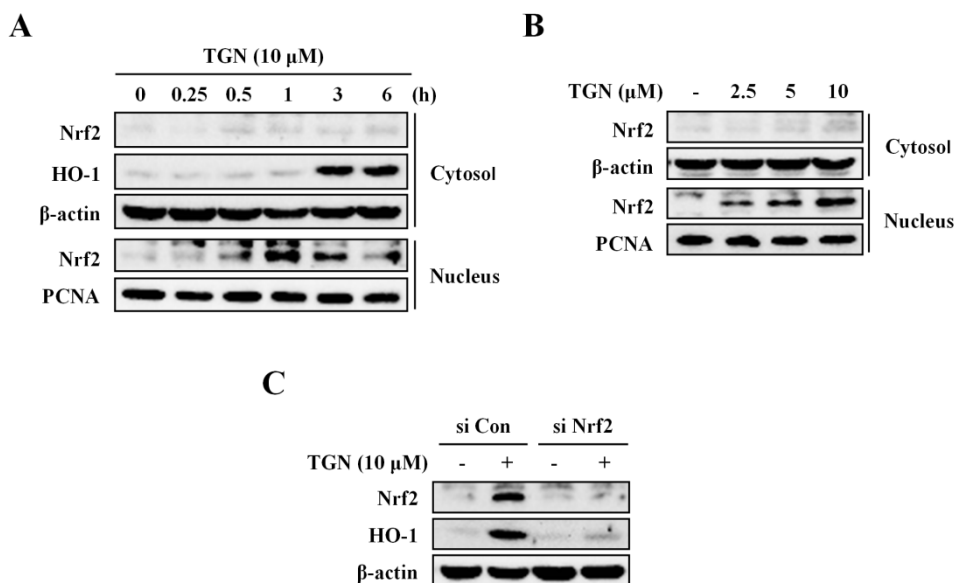 A
TGN (10 μM)
0 0.25 0.5 1 3 6 (h)
Nrf2
HO-1
Cytosol
β-actin
Nrf2
Nucleus
PCNA
B
TGN (μM) - 2.5 5 10
Nrf2
Cytosol
β-actin
Nrf2
Nucleus
PCNA
C
si Con si Nrf2
TGN (10 μM) - + - +
Nrf2
HO-1
β-actin